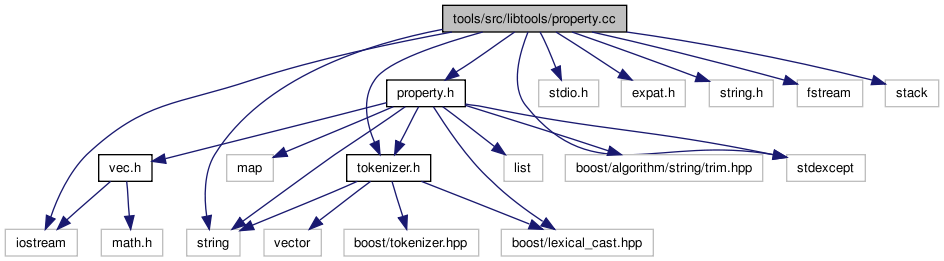 tools/src/libtools/property.cc
property.h
stdio.h
expat.h
string.h
fstream
stack
vec.h
map
tokenizer.h
list
boost/algorithm/string/trim.hpp
stdexcept
iostream
math.h
string
vector
boost/tokenizer.hpp
boost/lexical_cast.hpp